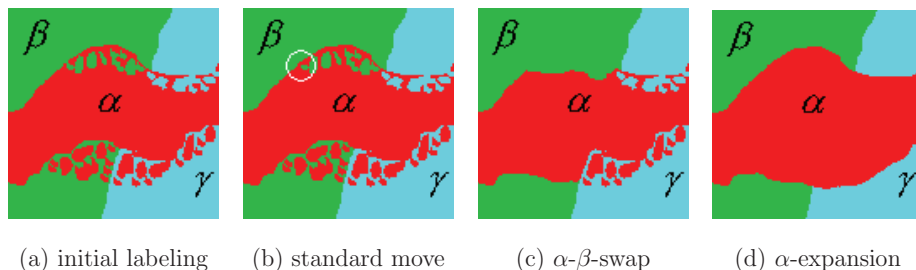 β β β β
α α α α
γ γ γ γ
(a) initial labeling (b) standard move (c) α-β-swap (d) α-expansion